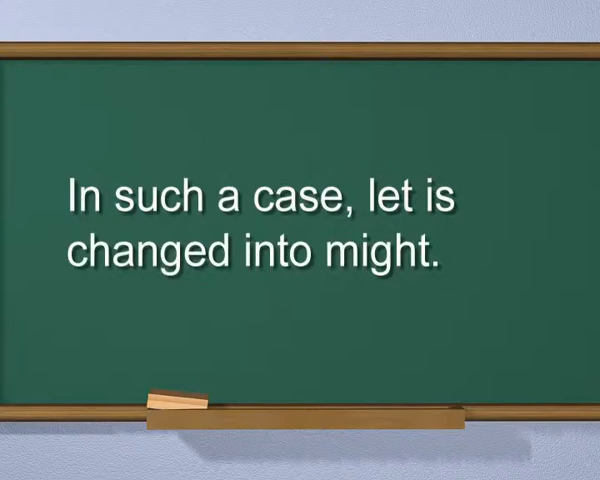 In such a case, let is
changed into might.